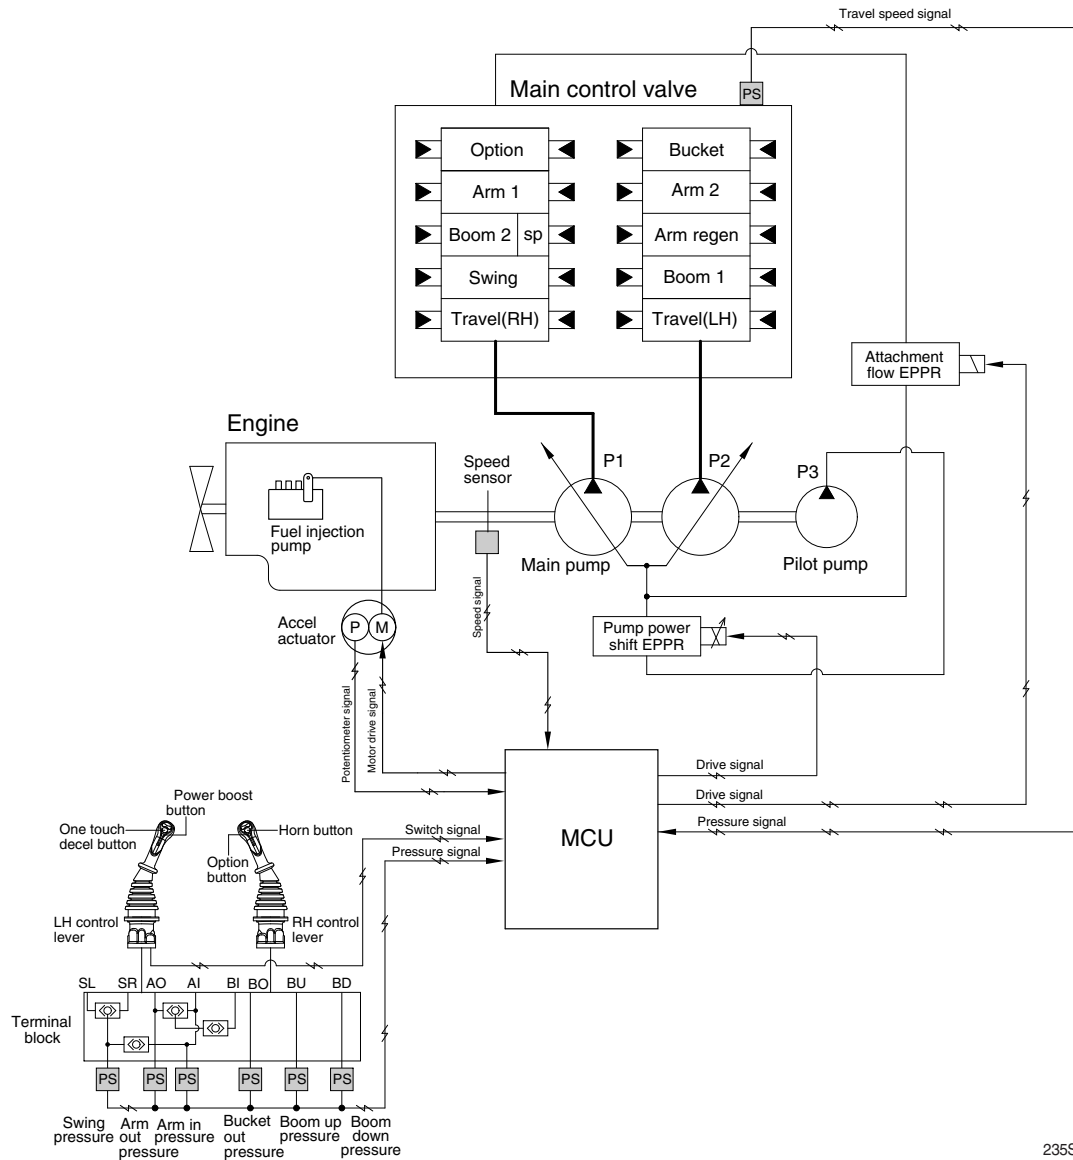 Travel speed signal
Main control valve
PS
Option
Bucket
Arm 1
Arm 2
Boom 2
sp
Arm regen
Swing
Boom 1
Travel(RH)
Travel(LH)
Attachment
flow EPPR
Engine
Speed
sensor
P1
P2
P3
Fuel injection
pump
Main pump
Pilot pump
Accel
actuator
P
M
Speed signal
Pump power
shift EPPR
Potentiometer signal
Motor drive signal
Drive signal
Drive signal
Pressure signal
MCU
Switch signal
Pressure signal
Power boost
button
One touch
decel button
Horn button
Option
button
LH control
lever
RH control
lever
SL
SR
AO
AI
BI
BO
BU
BD
Terminal
block
PS
PS
PS
PS
PS
PS
Swing
pressure
Arm
out
pressure
Arm in
pressure
Bucket
out
pressure
Boom up
pressure
Boom
down
pressure
235S